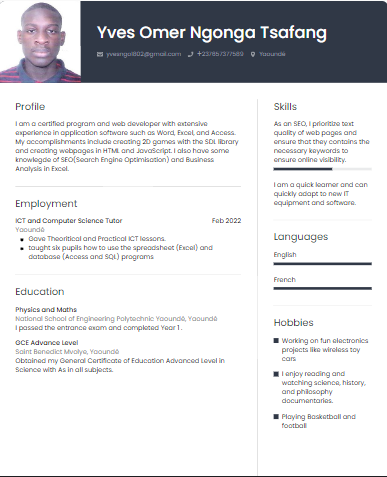 Yves Omer Ngonga Tsafang
yvesngo1802@gmail.com +237657377589 Yaoundé
Profile
I am a certified program and web developer with extensive
experience in application software such as Word, Excel, and Access.
My accomplishments include creating 2D games with the SDL library
and creating webpages in HTML and JavaScript. I also have some
knowlegde of SEO(Search Engine Optimisation) and Business
Analysis in Excel.
Employment
ICT and Computer Science Tutor Feb 2022
Yaoundé
Gave Theoritical and Practical ICT lessons.
taught six pupils how to use the spreadsheet (Excel) and
database (Access and SQL) programs
Education
Physics and Maths
National School of Engineering Polytechnic Yaoundé, Yaoundé
I passed the entrance exam and completed Year 1.
GCE Advance Level
Saint Benedict Mvolye, Yaoundé
Obtained my General Certificate of Education Advanced Level in
Science with As in all subjects.
Skills
As an SEO, I prioritize text
quality of web pages and
ensure that they contains the
necessary keywords to
ensure online visibility.
I am a quick learner and can
quickly adapt to new IT
equipment and software.
Languages
English
French
Hobbies
Working on fun electronics
projects like wireless toy
cars
I enjoy reading and
watching science, history,
and philosophy
documentaries.
Playing Basketball and
football